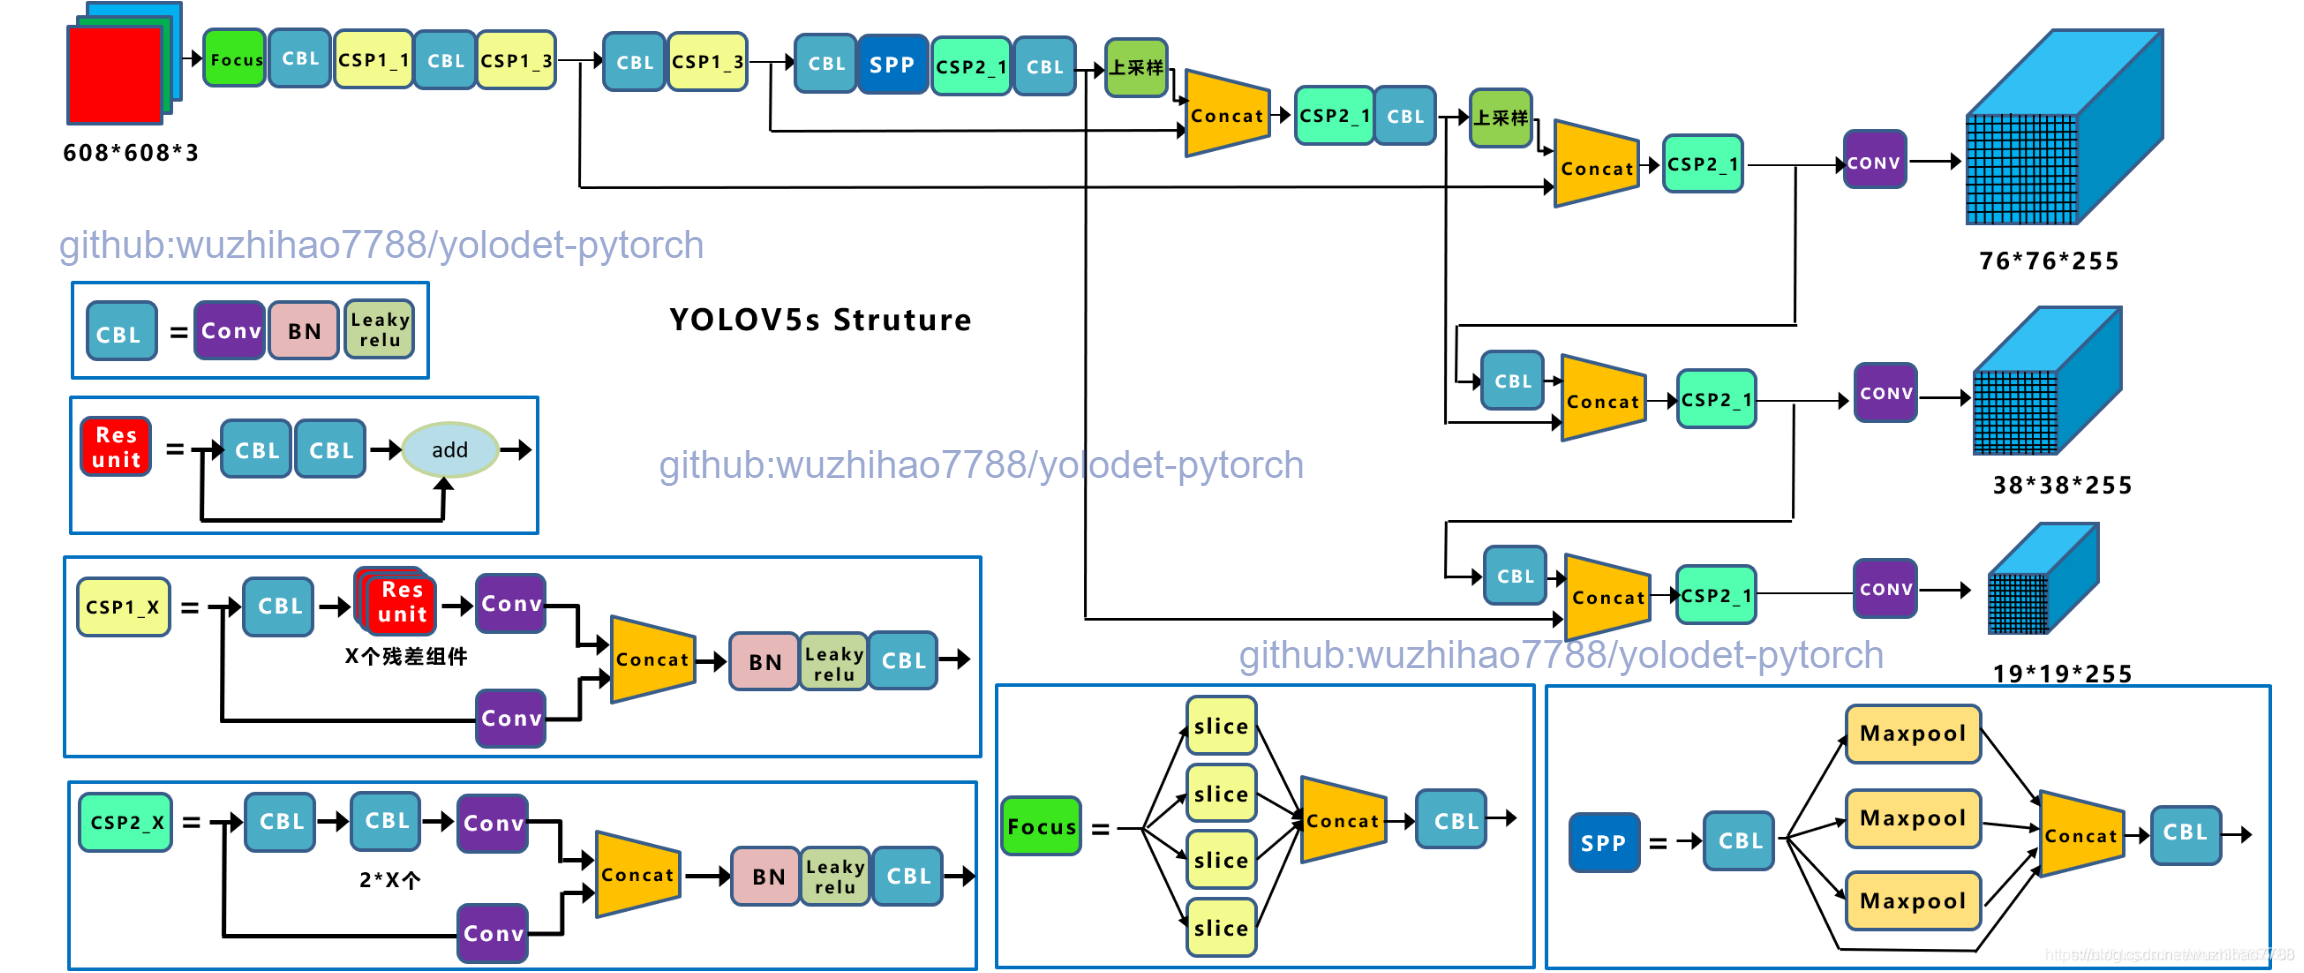 Focus CBL CSP1_1 CBL CSP1_3 CBL CSP1_3 CBL SPP CSP2_1 CBL 上采样
Concat CSP2_1 CBL 上采样
Concat CSP2_1 CONV
608*608*3
76*76*255
github:wuzhihao7788/yolodet-pytorch
YOLOV5s Struture
CBL = Conv BN Leaky relu
CBL Concat CSP2_1 CONV
38*38*255
Res unit = CBL CBL add
github:wuzhihao7788/yolodet-pytorch
CBL Concat CSP2_1 CONV
19*19*255
github:wuzhihao7788/yolodet-pytorch
CSP1_X = CBL Res unit Conv
X个残差组件
Concat BN Leaky relu CBL
Conv
CSP2_X = CBL CBL Conv
2*X个
Concat BN Leaky relu CBL
Conv
Focus =
slice
slice
slice
slice
Concat CBL
SPP = CBL
Maxpool
Maxpool
Maxpool
Concat CBL